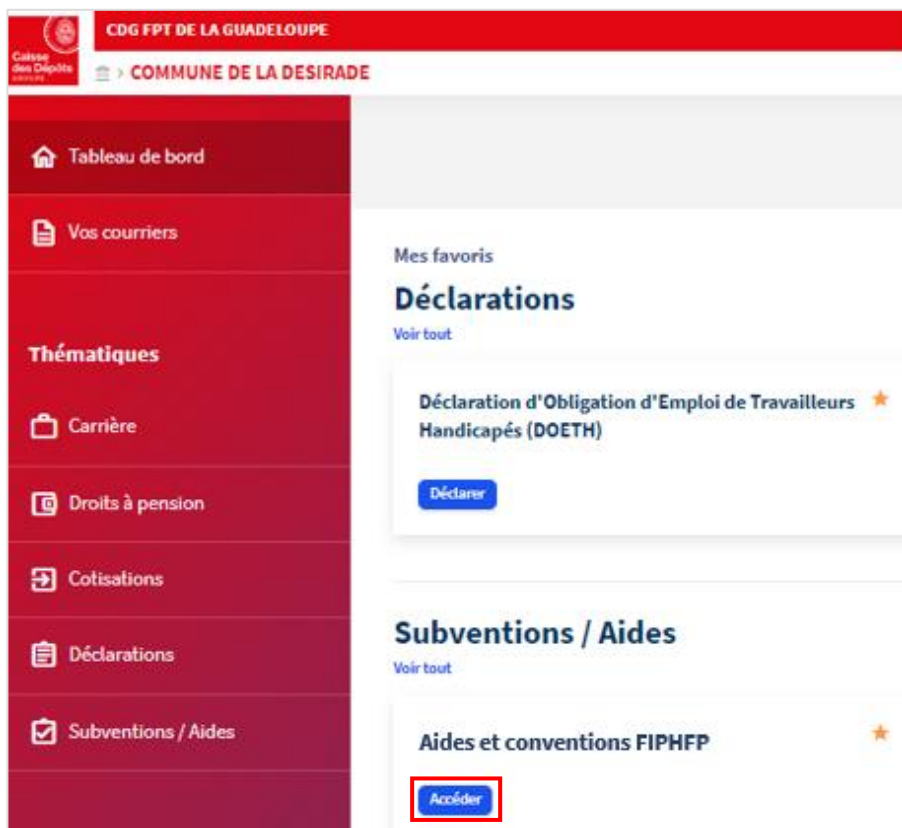 CDG FPT DE LA GUADELOUPE
Caisse
des Dépôts
GROUPE
> COMMUNE DE LA DESIRADE
Tableau de bord
Vos courriers
Thématiques
Carrière
Droits à pension
Cotisations
Déclarations
Subventions / Aides
Mes favoris
Déclarations
Voir tout
Déclaration d'Obligation d'Emploi de Travailleurs
Handicapés (DOETH)
Déclarer
Subventions / Aides
Voir tout
Aides et conventions FIPHFP
Accéder